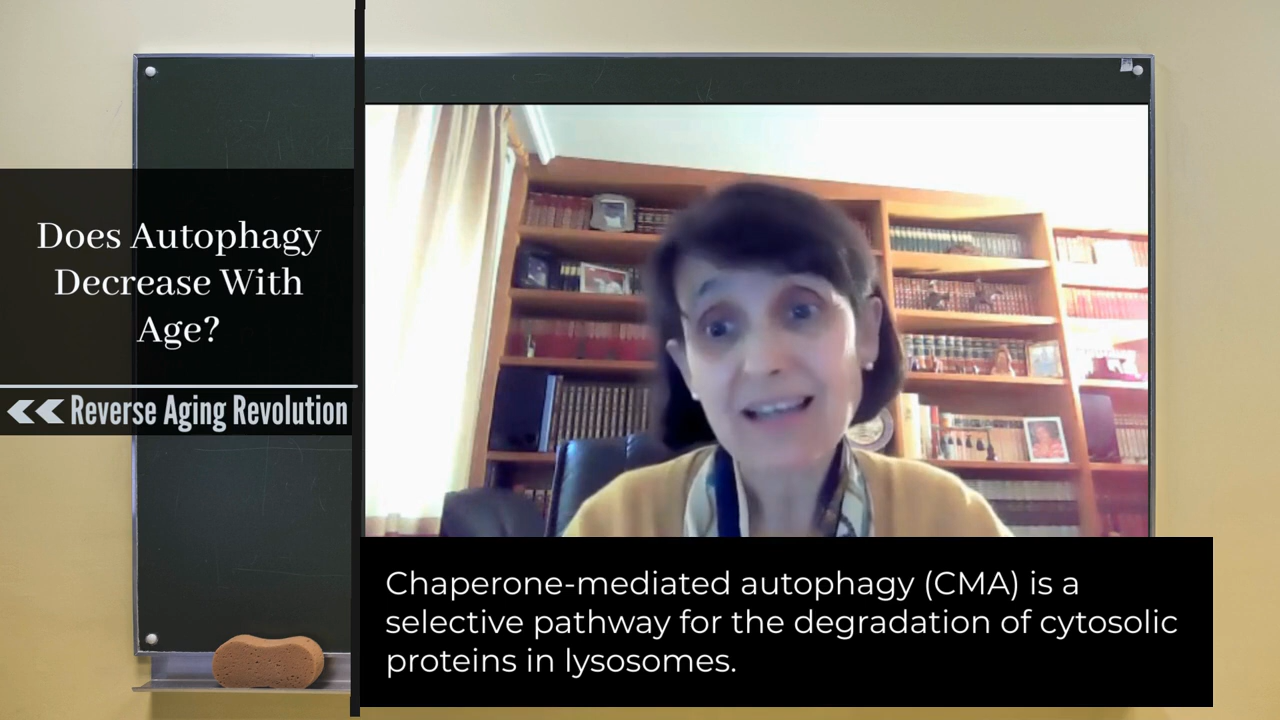 Does Autophagy
Decrease With
Age?
Reverse Aging Revolution
Chaperone-mediated autophagy (CMA) is a
selective pathway for the degradation of cytosolic
proteins in lysosomes.